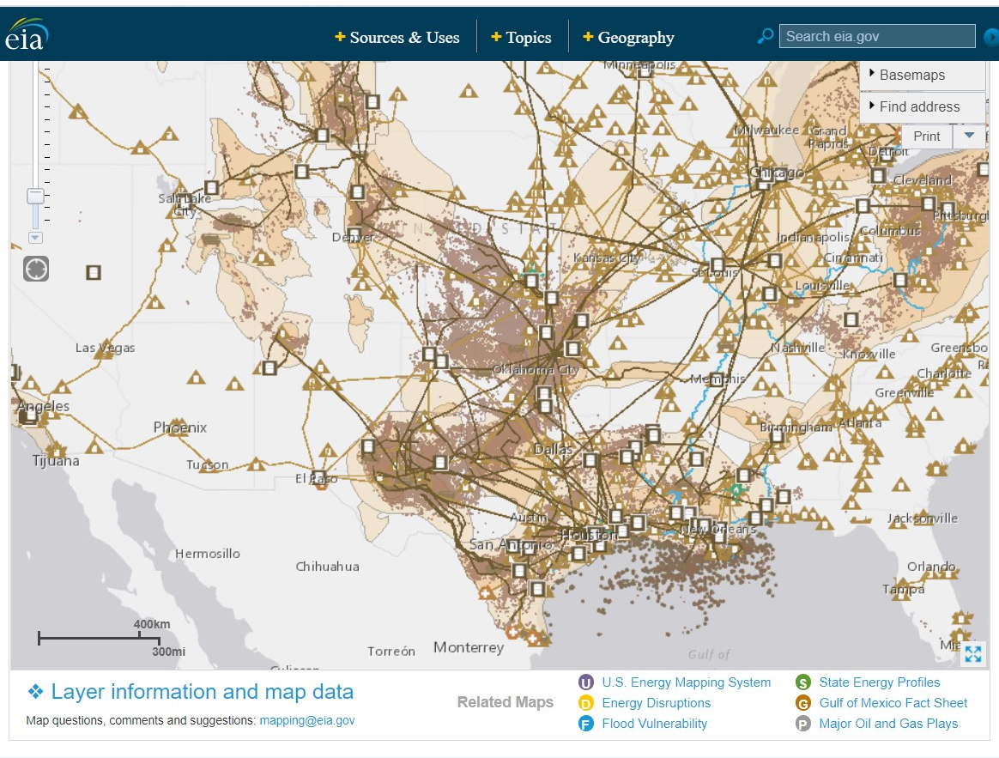 eia
+ Sources & Uses
+ Topics
+ Geography
Search eia.gov
Basemaps
Find address
Print
Minneapolis
Milwaukee
Grand
Rapids
Detroit
Chicago
Cleveland
Salt Lake
City
Pittsburgh
Denver
UNITED STATES
Indianapolis
Columbus
Kansas City
Cincinnati
St Louis
Louisville
Las Vegas
Nashville
Knoxville
Greensbo
Oklahoma City
Charlotte
Memphis
Angeles
Greenville
Phoenix
Birmingham
Atlanta
Tijuana
Tucson
Dallas
El Paso
Austin
Jacksonville
Houston
New Orleans
San Antonio
Hermosillo
Chihuahua
Orlando
Tampa
400km
300mi
Torreón
Monterrey
Mia
Gulf of
Culiacan
Layer information and map data
Map questions, comments and suggestions: mapping@eia.gov
Related Maps
U U.S. Energy Mapping System
D Energy Disruptions
F Flood Vulnerability
S State Energy Profiles
G Gulf of Mexico Fact Sheet
P Major Oil and Gas Plays